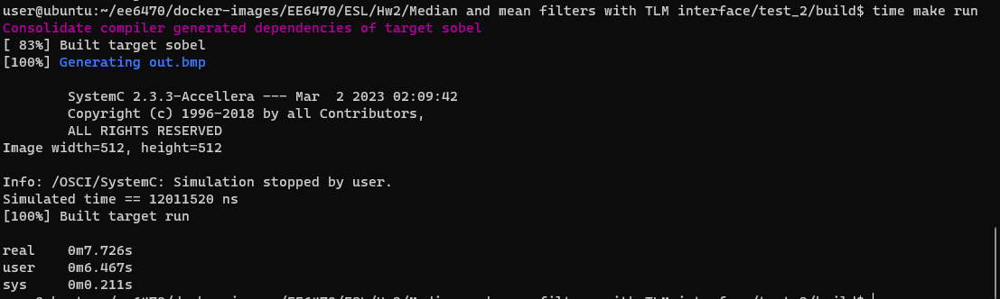 user@ubuntu:~/ee6470/docker-images/EE6470/ESL/Hw2/Median and mean filters with TLM interface/test_2/build$ time make run
Consolidate compiler generated dependencies of target sobel
[ 83%] Built target sobel
[100%] Generating out.bmp
SystemC 2.3.3-Accellera --- Mar  2 2023 02:09:42
Copyright (c) 1996-2018 by all Contributors,
ALL RIGHTS RESERVED
Image width=512, height=512
Info: /OSCI/SystemC: Simulation stopped by user.
Simulated time == 12011520 ns
[100%] Built target run
real    0m7.726s
user    0m6.467s
sys     0m0.211s